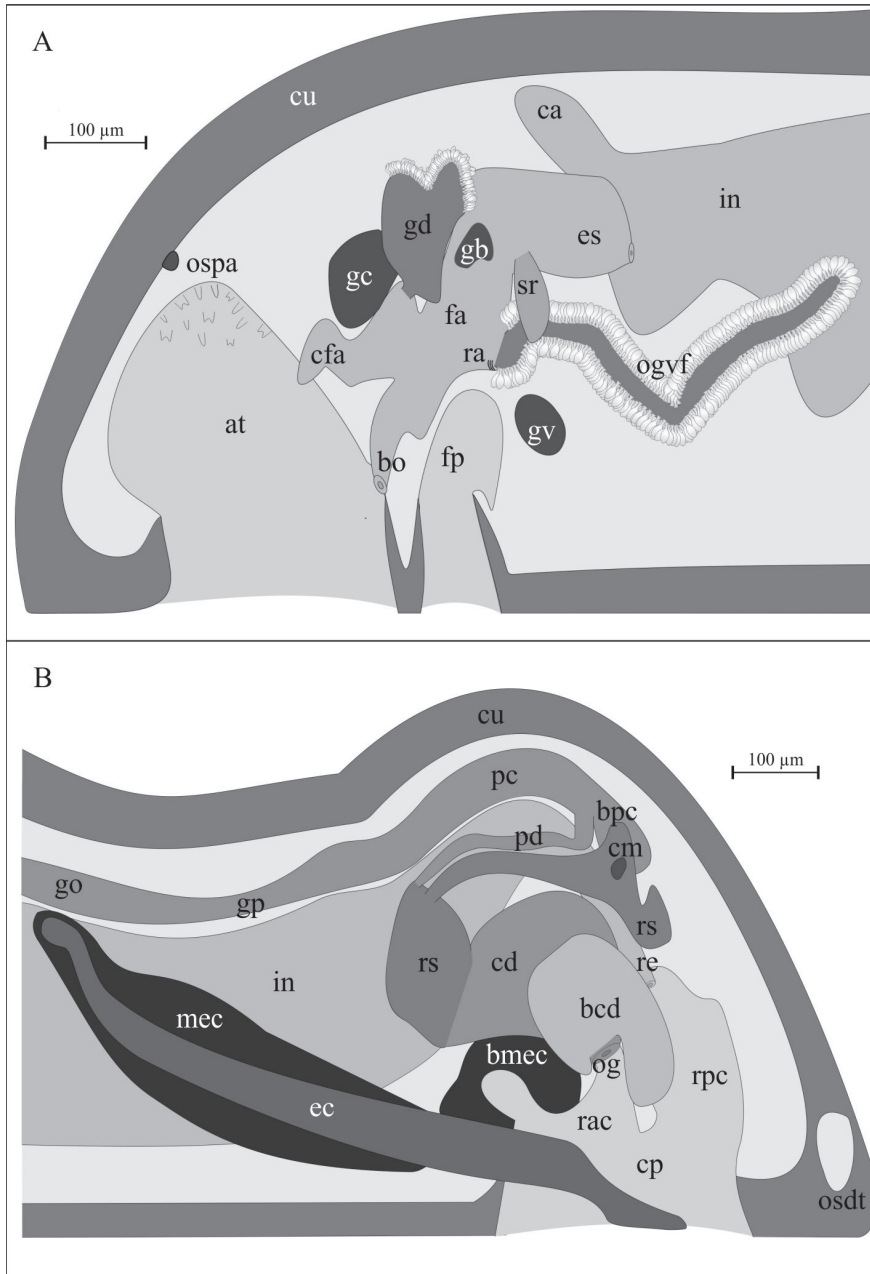 A
cu
100 µm
ca
in
gd
gb
es
ospa
gc
sr
fa
cfa
ra
ogvf
at
gv
bo
fp
B
cu
100 µm
pc
bpc
pd
cm
go
gp
rs
rs
cd
re
in
bcd
mec
bmec
og
rpc
ec
rac
cp
osdt